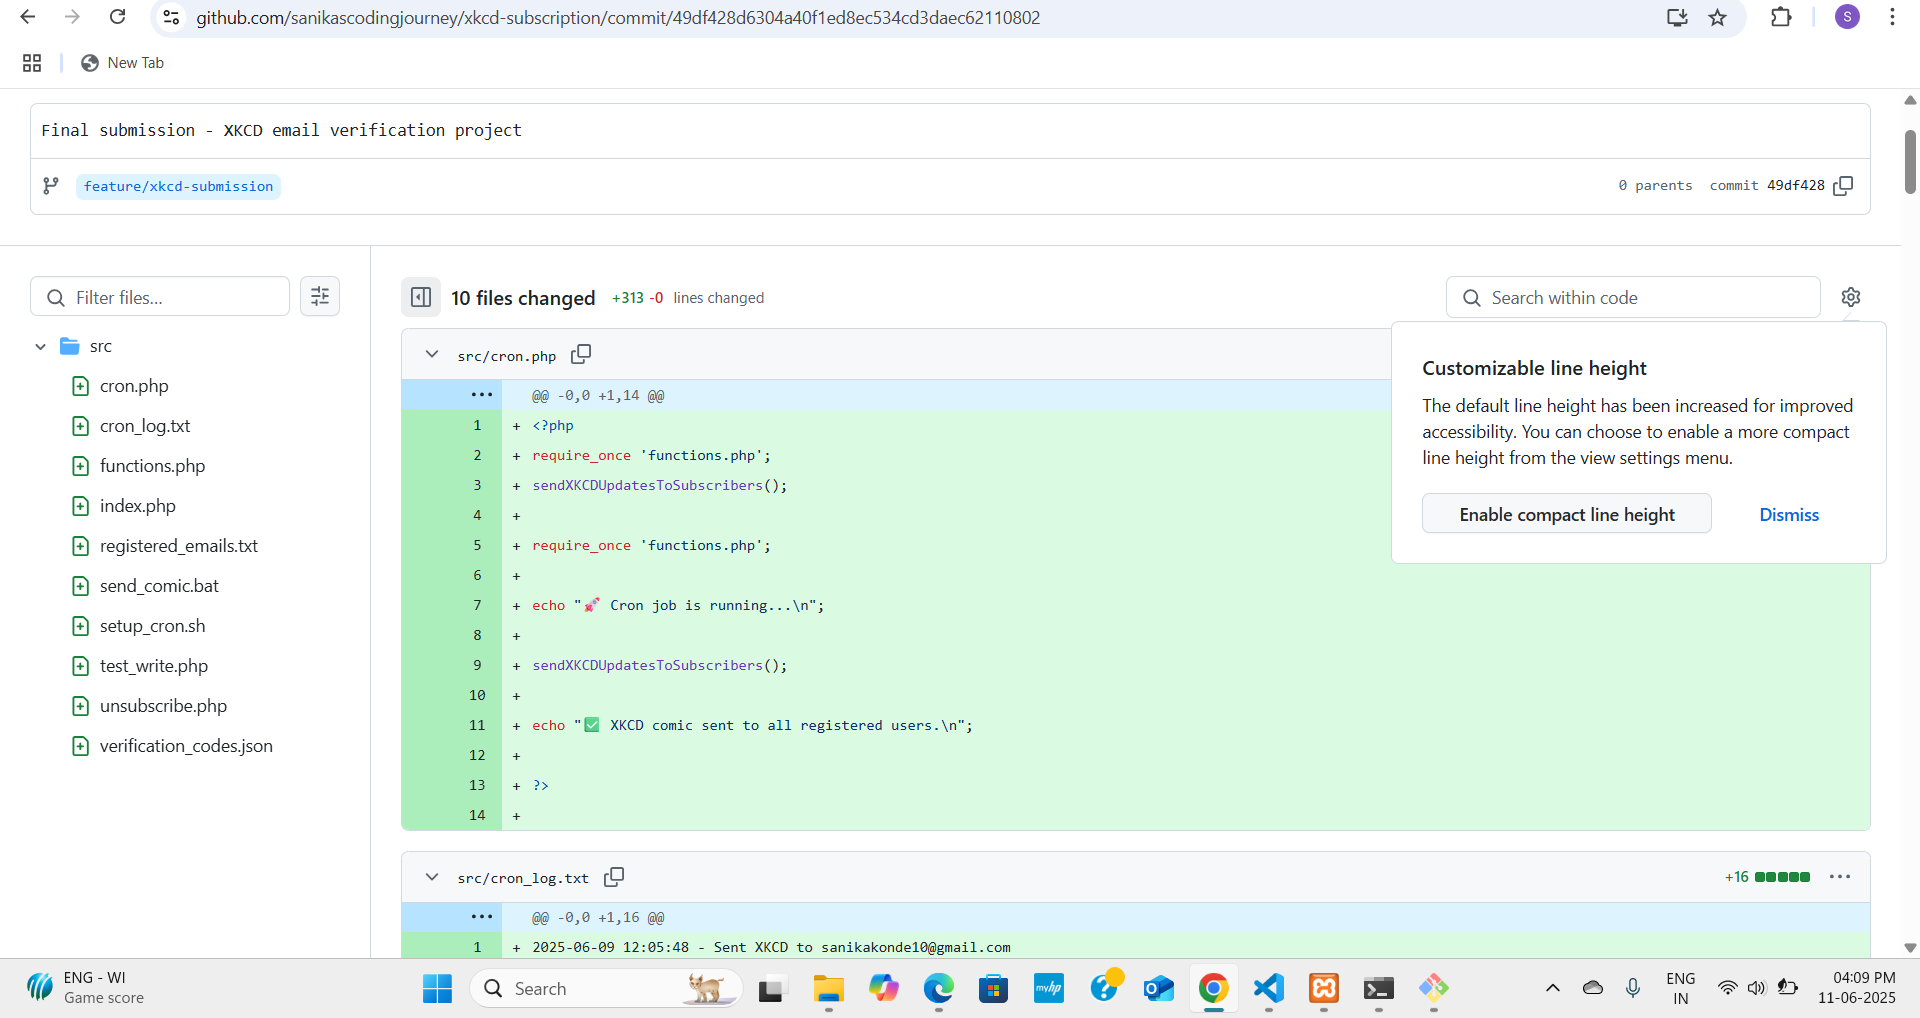 github.com/sanikascodingjourney/xkcd-subscription/commit/49df428d6304a40f1ed8ec534cd3daec62110802
S
New Tab
Final submission - XKCD email verification project
feature/xkcd-submission
0 parents commit 49df428
Filter files...
10 files changed +313 -0 lines changed
Search within code
src
cron.php
cron_log.txt
functions.php
index.php
registered_emails.txt
send_comic.bat
setup_cron.sh
test_write.php
unsubscribe.php
verification_codes.json
src/cron.php
@@ -0,0 +1,14 @@
1 + <?php
2 + require_once 'functions.php';
3 + sendXKCDUpdatesToSubscribers();
4 +
5 + require_once 'functions.php';
6 +
7 + echo "🚀 Cron job is running...\n";
8 +
9 + sendXKCDUpdatesToSubscribers();
10 +
11 + echo "✅ XKCD comic sent to all registered users.\n";
12 +
13 + ?>
14 +
Customizable line height
The default line height has been increased for improved
accessibility. You can choose to enable a more compact
line height from the view settings menu.
Enable compact line height Dismiss
src/cron_log.txt
+16
@@ -0,0 +1,16 @@
1 + 2025-06-09 12:05:48 - Sent XKCD to sanikakonde10@gmail.com
ENG - WI
Game score
Search
myhp
ENG
IN
04:09 PM
11-06-2025